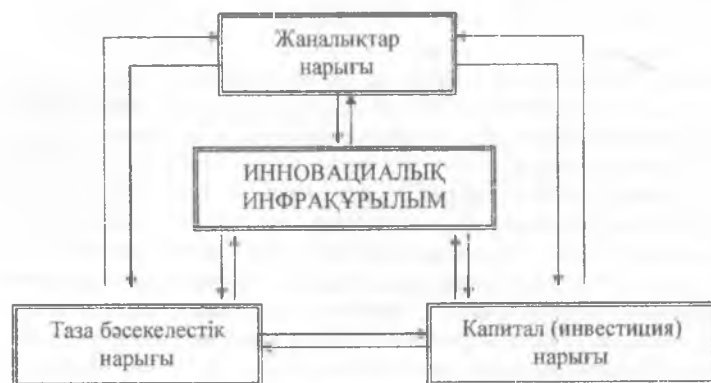 Жаңалықтар
нарығы
ИННОВАЦИАЛЫҚ
ИНФРАҚҰРЫЛЫМ
Таза бәсекелестік
нарығы
Капитал (инвестиция)
нарығы